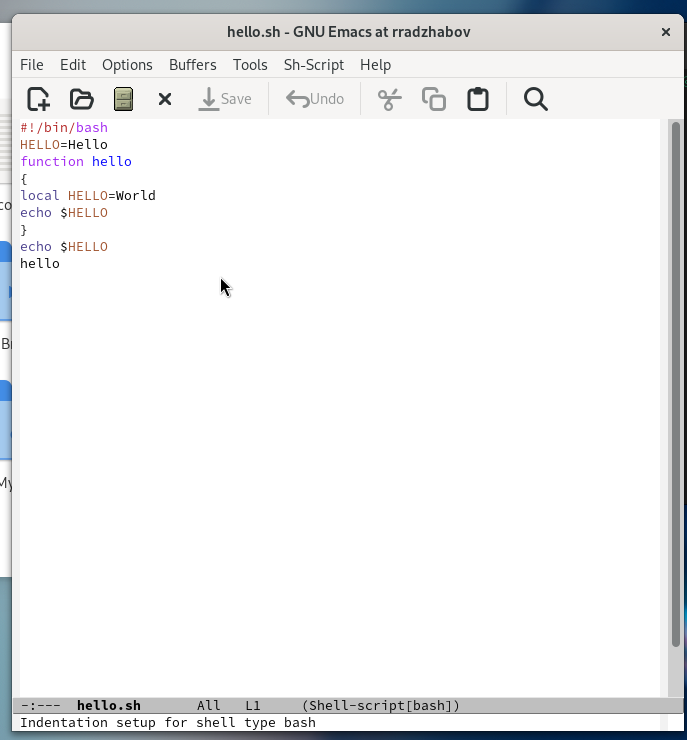 hello.sh - GNU Emacs at rradzhabov
File Edit Options Buffers Tools Sh-Script Help
Save Undo
#!/bin/bash
HELLO=Hello
function hello
{
local HELLO=World
echo $HELLO
}
echo $HELLO
hello
-:--- hello.sh All L1 (Shell-script[bash])
Indentation setup for shell type bash